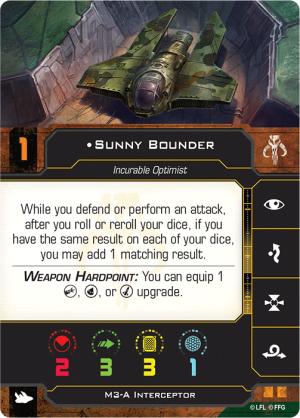 1
•Sunny Bounder
Incurable Optimist
While you defend or perform an attack,
after you roll or reroll your dice, if you
have the same result on each of your dice,
you may add 1 matching result.
Weapon Hardpoint: You can equip 1
, , or upgrade.
2 3 3 1
M3-A Interceptor
©LFL ©FFG